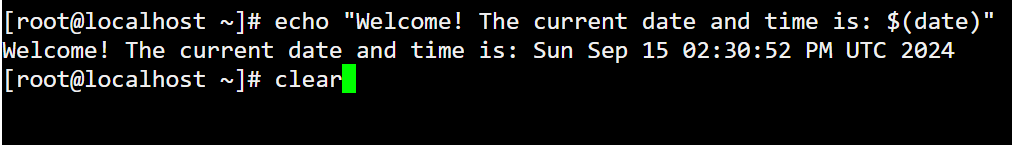 [root@localhost ~]# echo "Welcome! The current date and time is: $(date)"
Welcome! The current date and time is: Sun Sep 15 02:30:52 PM UTC 2024
[root@localhost ~]# clear